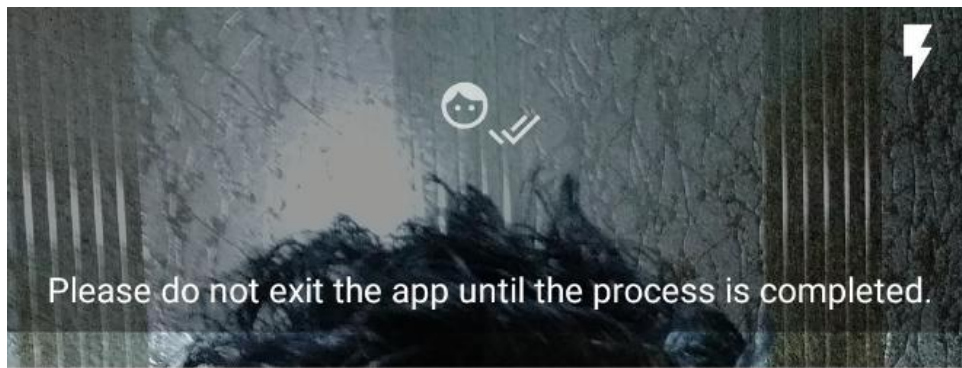 Please do not exit the app until the process is completed.